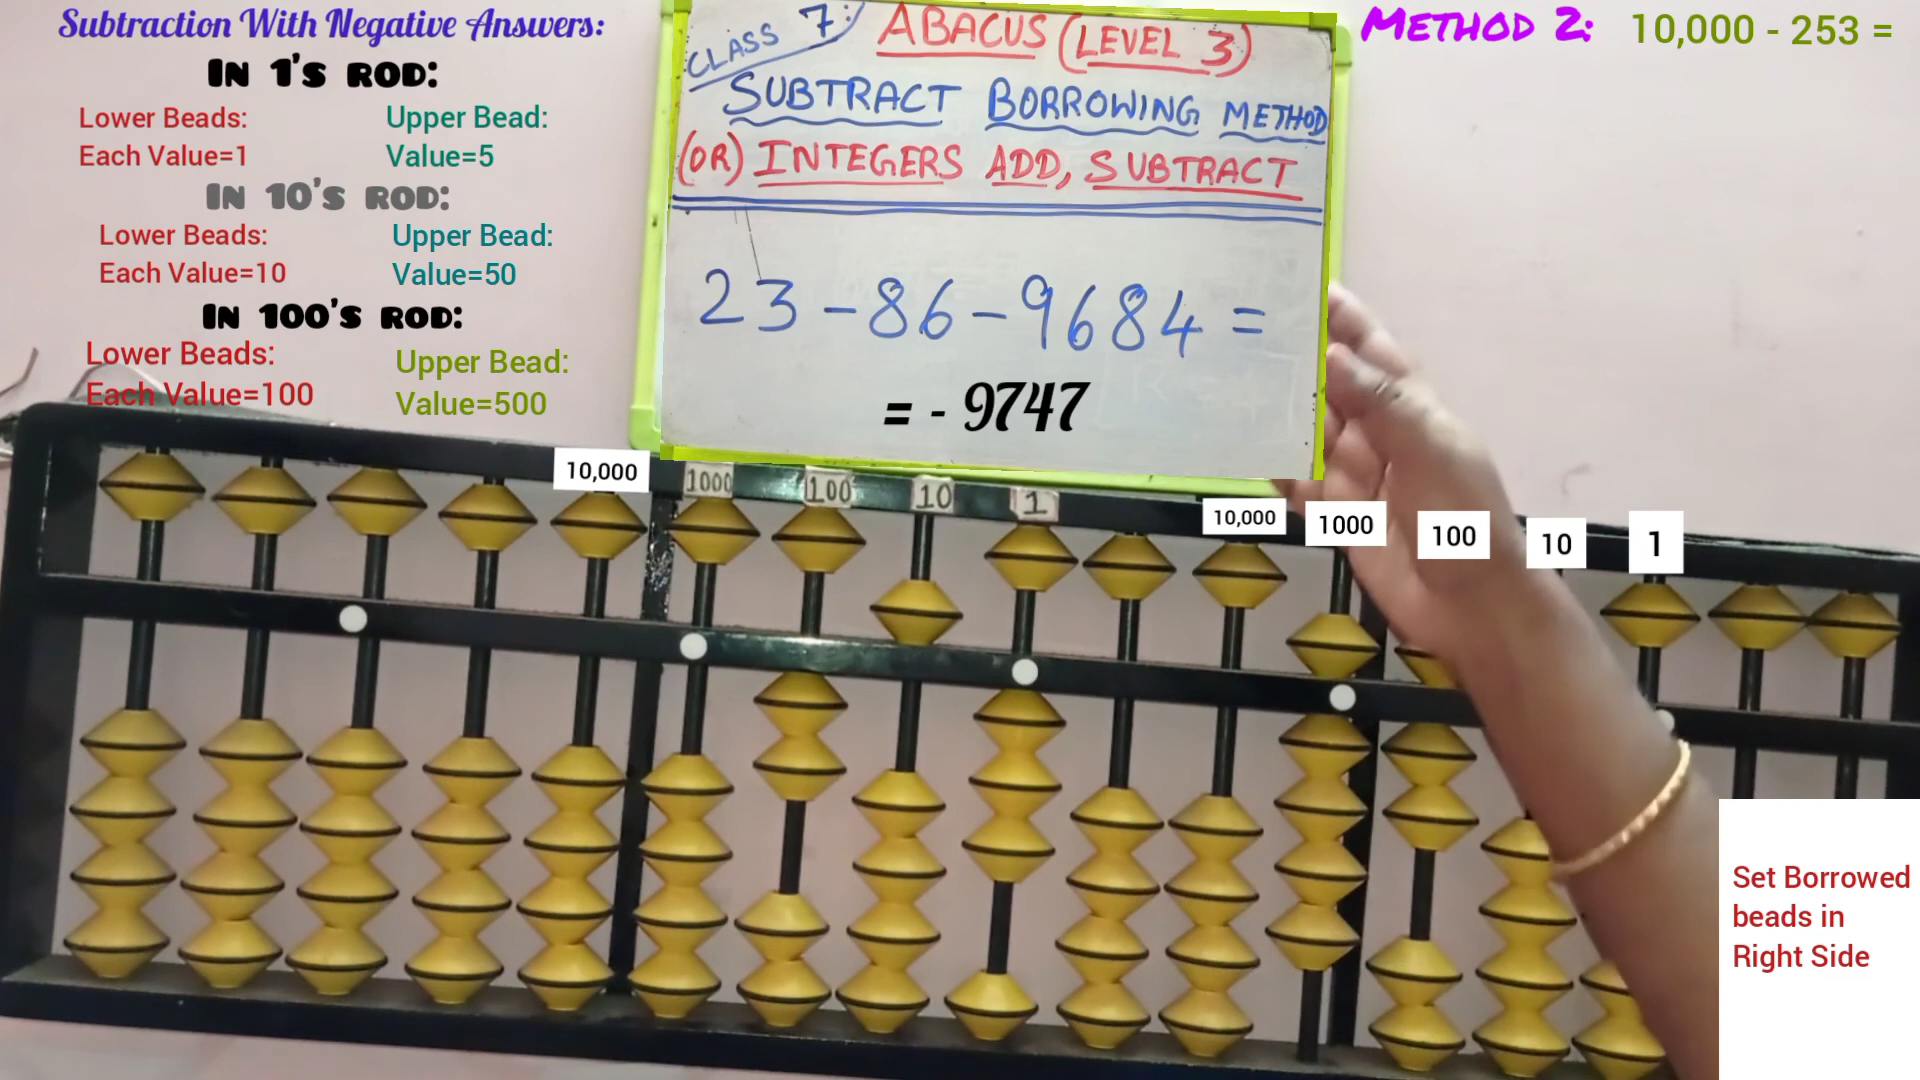 Subtraction With Negative Answers:
In 1's rod:
Lower Beads:
Each Value=1
Upper Bead:
Value=5
In 10's rod:
Lower Beads:
Each Value=10
Upper Bead:
Value=50
In 100's rod:
Lower Beads:
Each Value=100
Upper Bead:
Value=500
CLASS 7:
ABACUS (LEVEL 3)
SUBTRACT BORROWING METHOD
(OR) INTEGERS ADD, SUBTRACT
23-86-9684=
= - 9747
Method 2: 10,000 - 253 =
10,000
1000
100
10
1
10,000
1000
100
10
1
Set Borrowed
beads in
Right Side